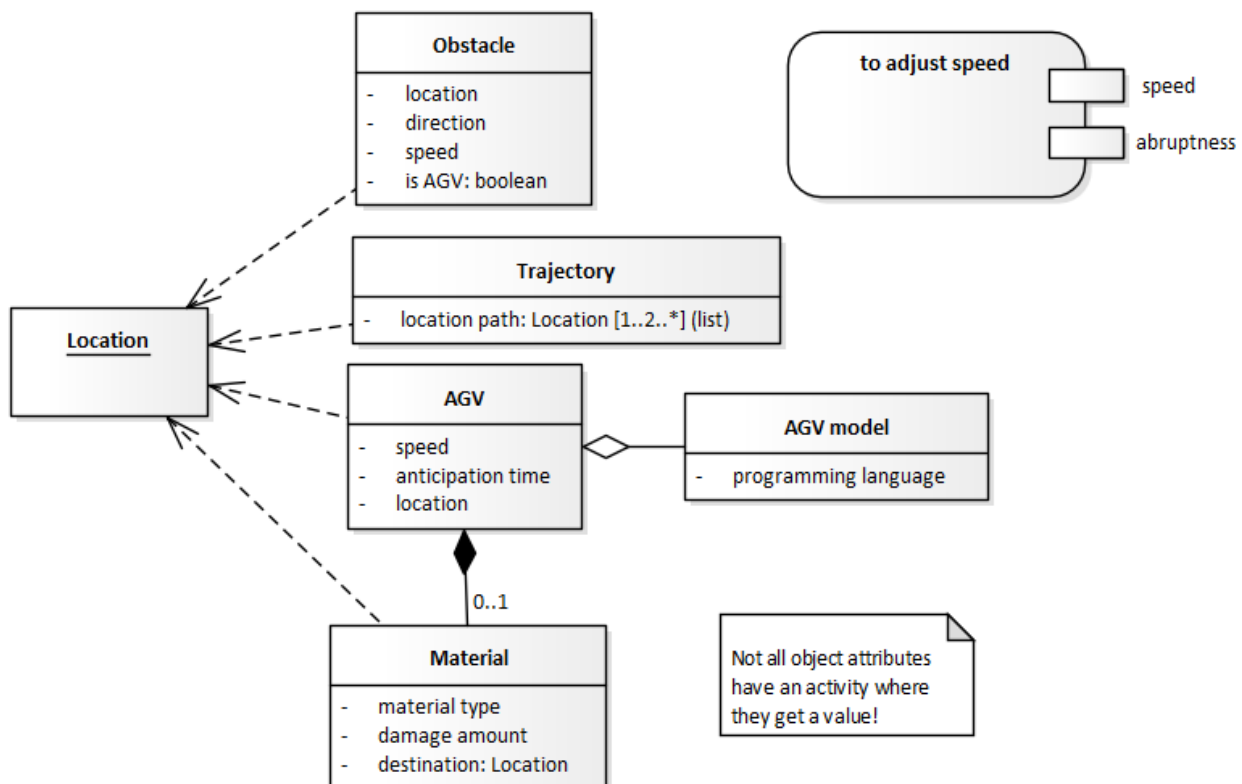 Obstacle
- location
- direction
- speed
- is AGV: boolean
to adjust speed
speed
abruptness
Trajectory
- location path: Location [1..2..*] (list)
Location
AGV
- speed
- anticipation time
- location
AGV model
- programming language
0..1
Material
- material type
- damage amount
- destination: Location
Not all object attributes
have an activity where
they get a value!